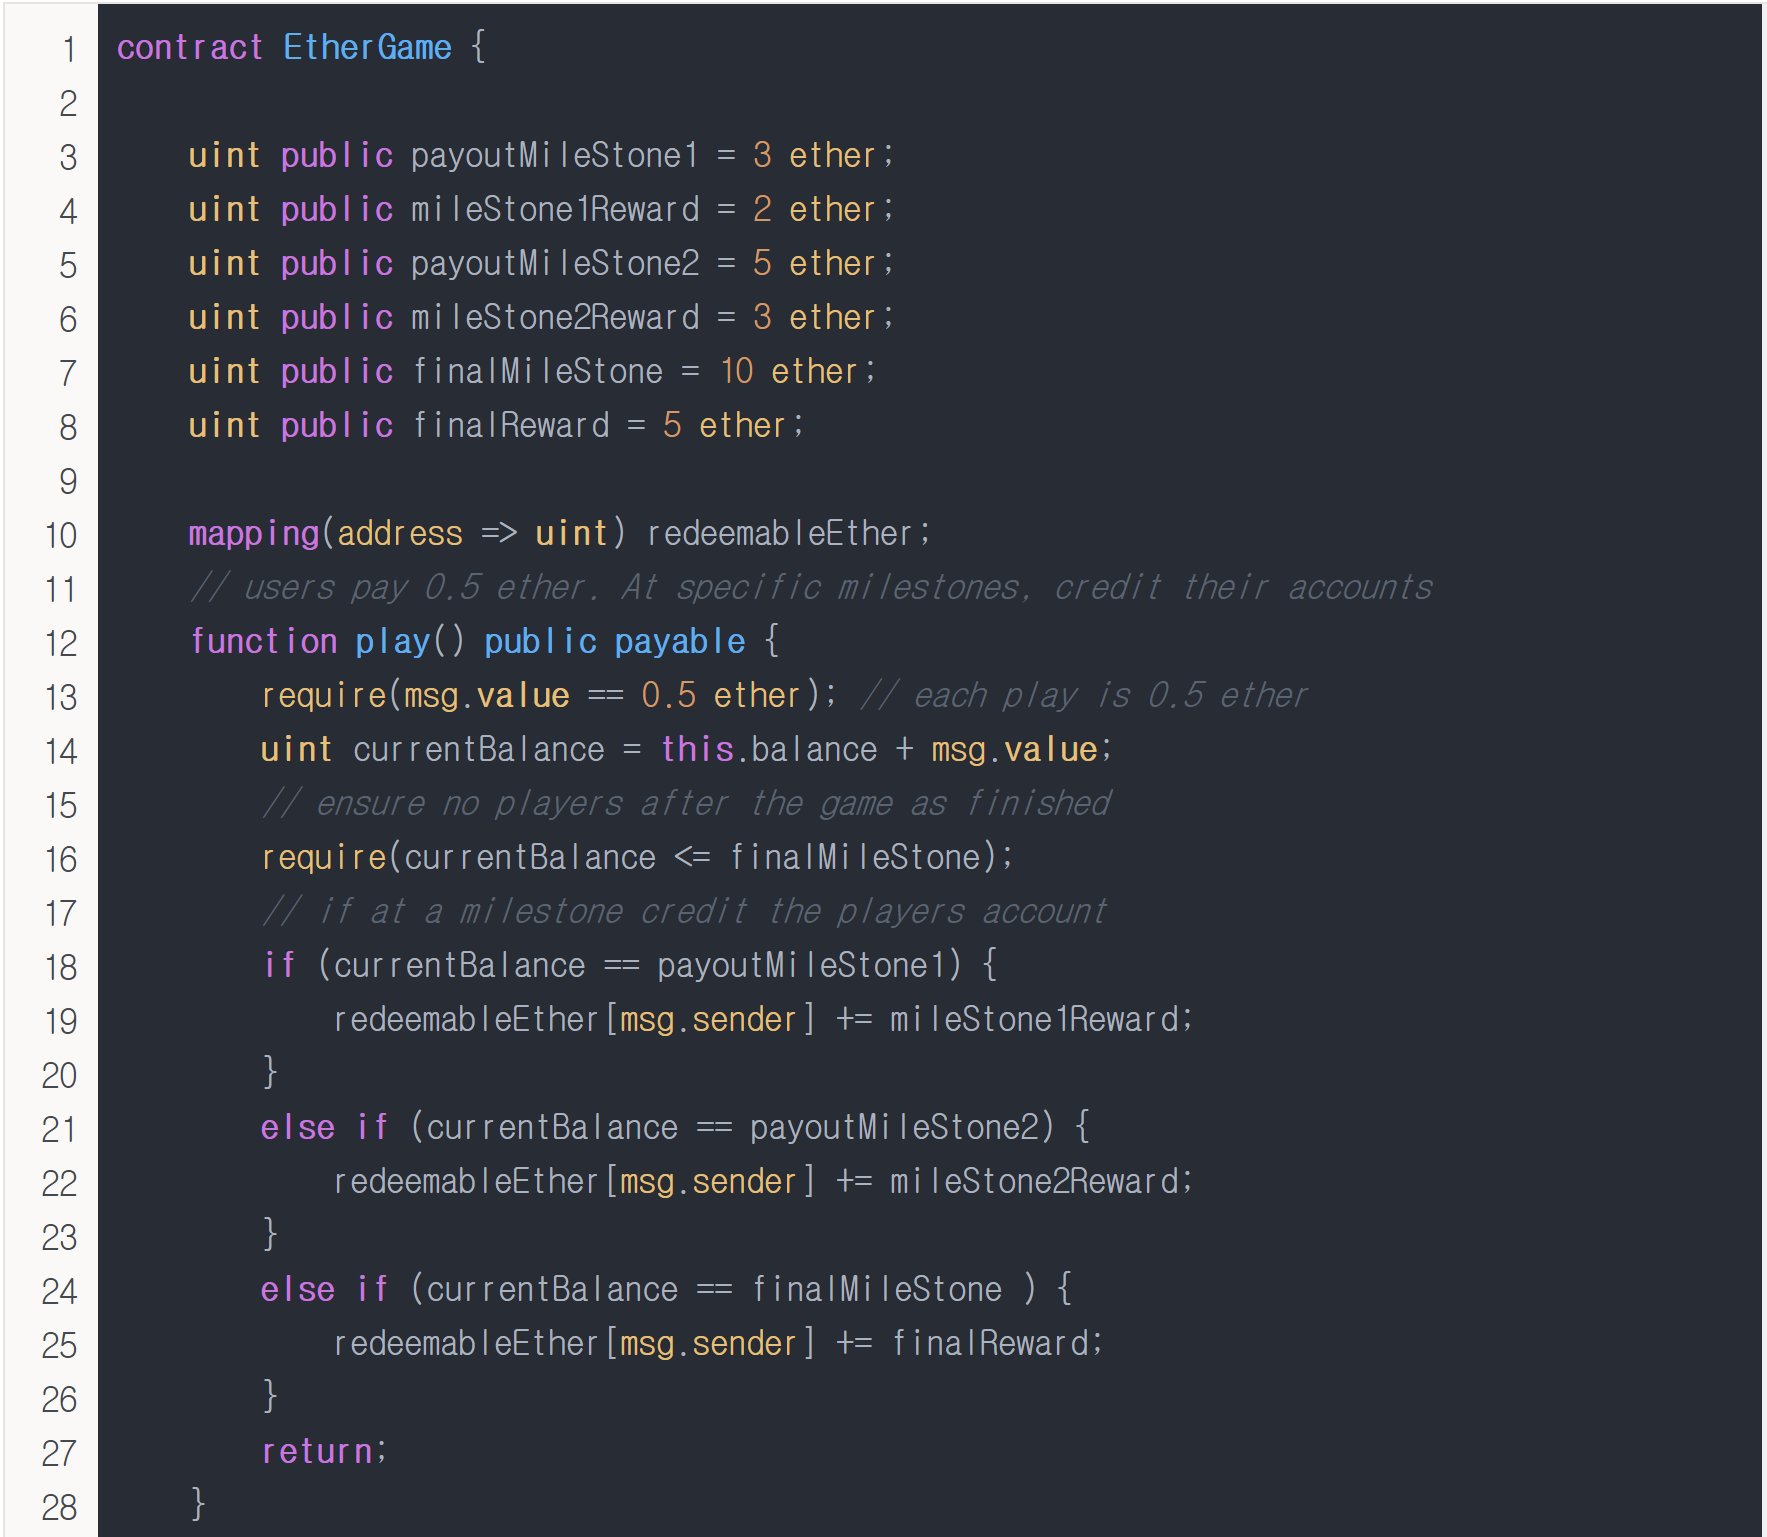 1 contract EtherGame {
2
3     uint public payoutMileStone1 = 3 ether;
4     uint public mileStone1Reward = 2 ether;
5     uint public payoutMileStone2 = 5 ether;
6     uint public mileStone2Reward = 3 ether;
7     uint public finalMileStone = 10 ether;
8     uint public finalReward = 5 ether;
9
10     mapping(address => uint) redeemableEther;
11     // users pay 0.5 ether. At specific milestones, credit their accounts
12     function play() public payable {
13         require(msg.value == 0.5 ether); // each play is 0.5 ether
14         uint currentBalance = this.balance + msg.value;
15         // ensure no players after the game as finished
16         require(currentBalance <= finalMileStone);
17         // if at a milestone credit the players account
18         if (currentBalance == payoutMileStone1) {
19             redeemableEther[msg.sender] += mileStone1Reward;
20         }
21         else if (currentBalance == payoutMileStone2) {
22             redeemableEther[msg.sender] += mileStone2Reward;
23         }
24         else if (currentBalance == finalMileStone ) {
25             redeemableEther[msg.sender] += finalReward;
26         }
27         return;
28     }